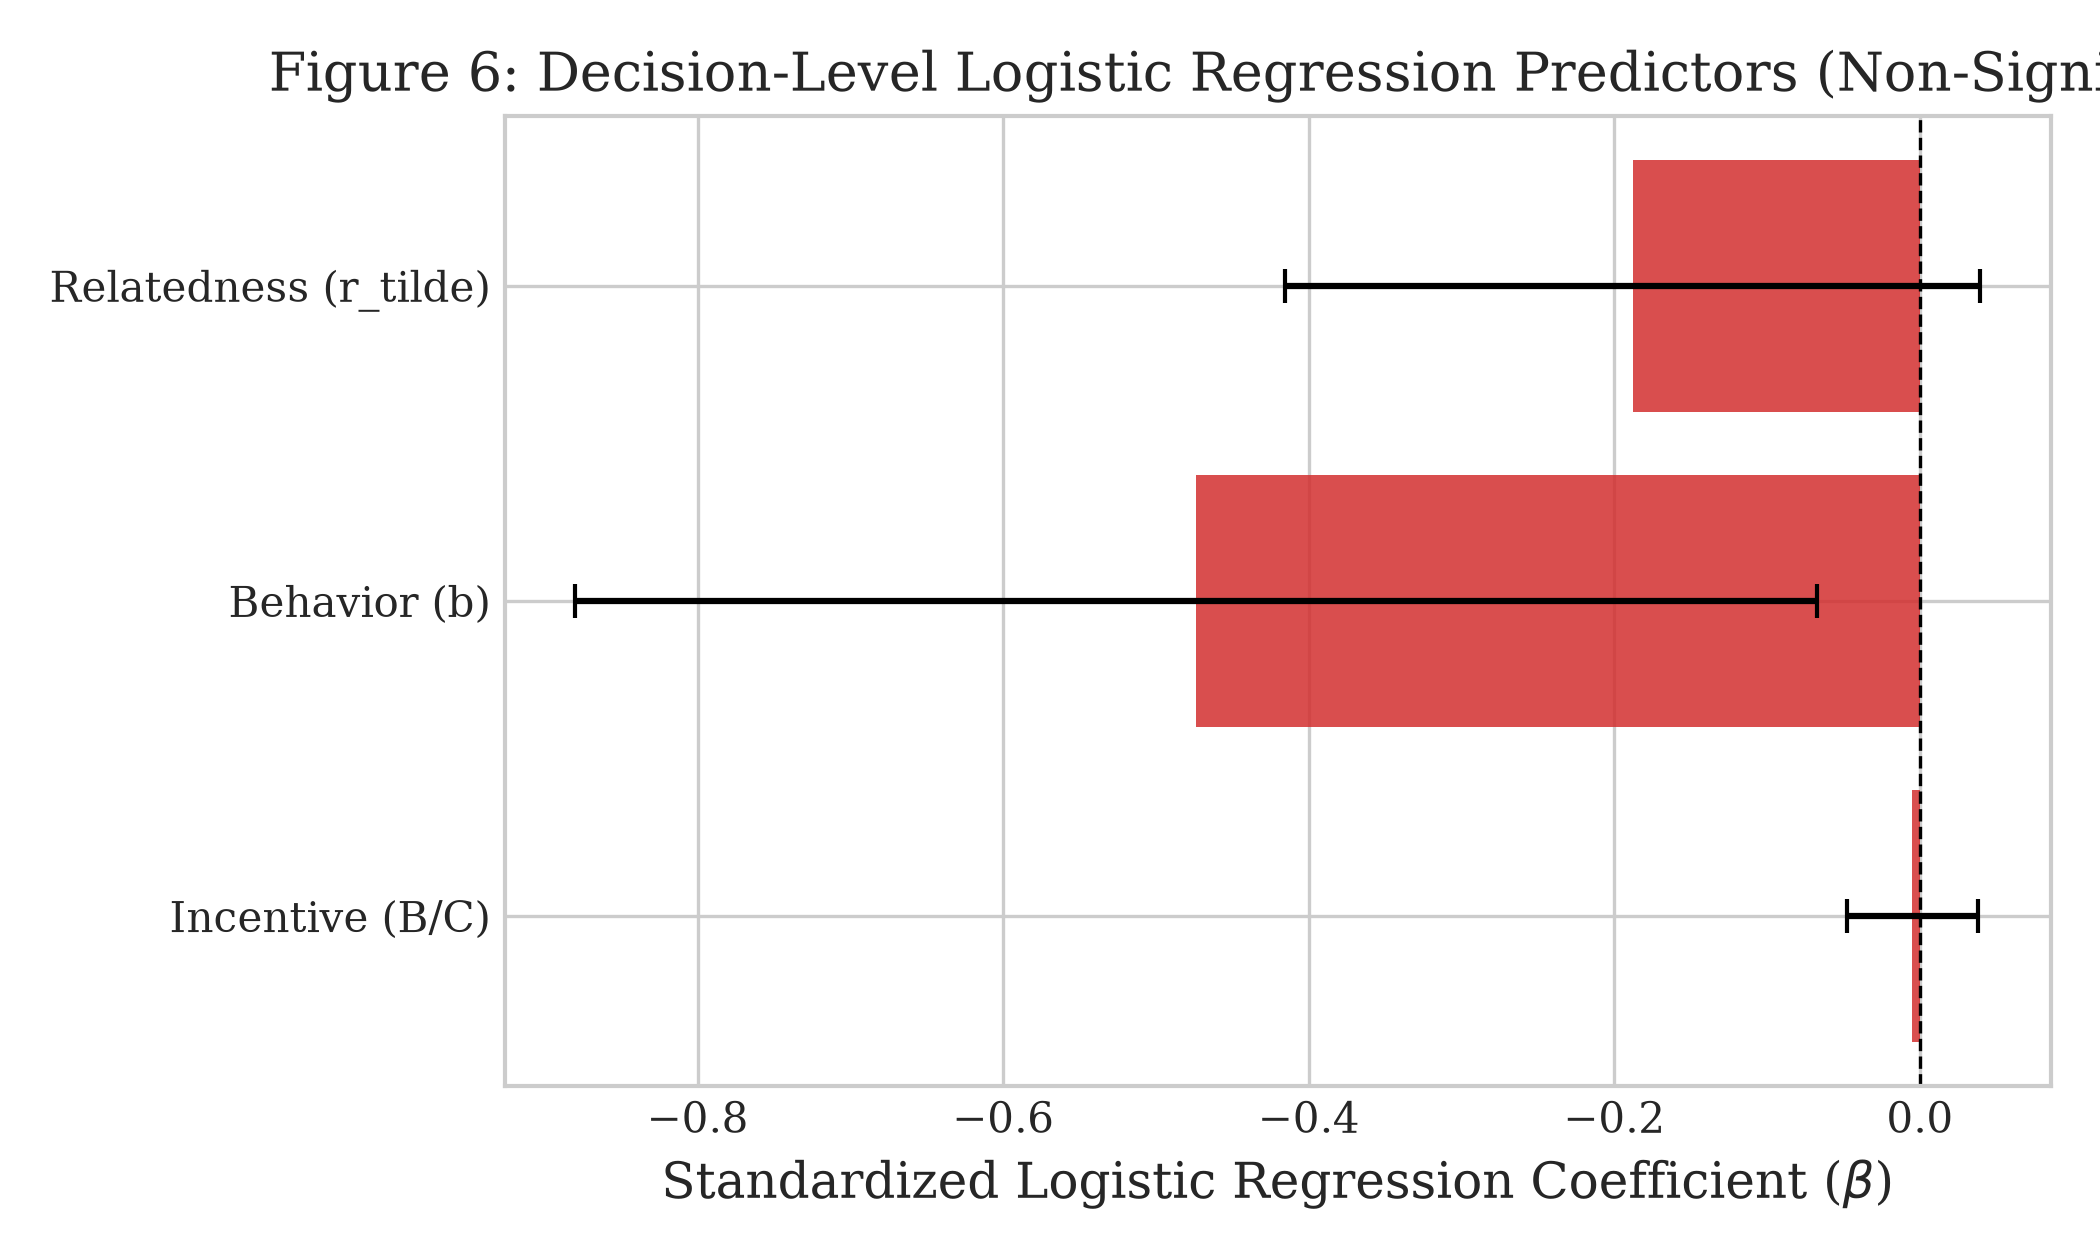 Figure 6: Decision-Level Logistic Regression Predictors (Non-Signi
Relatedness (r_tilde)
Behavior (b)
Incentive (B/C)
−0.8 −0.6 −0.4 −0.2 0.0
Standardized Logistic Regression Coefficient (β)